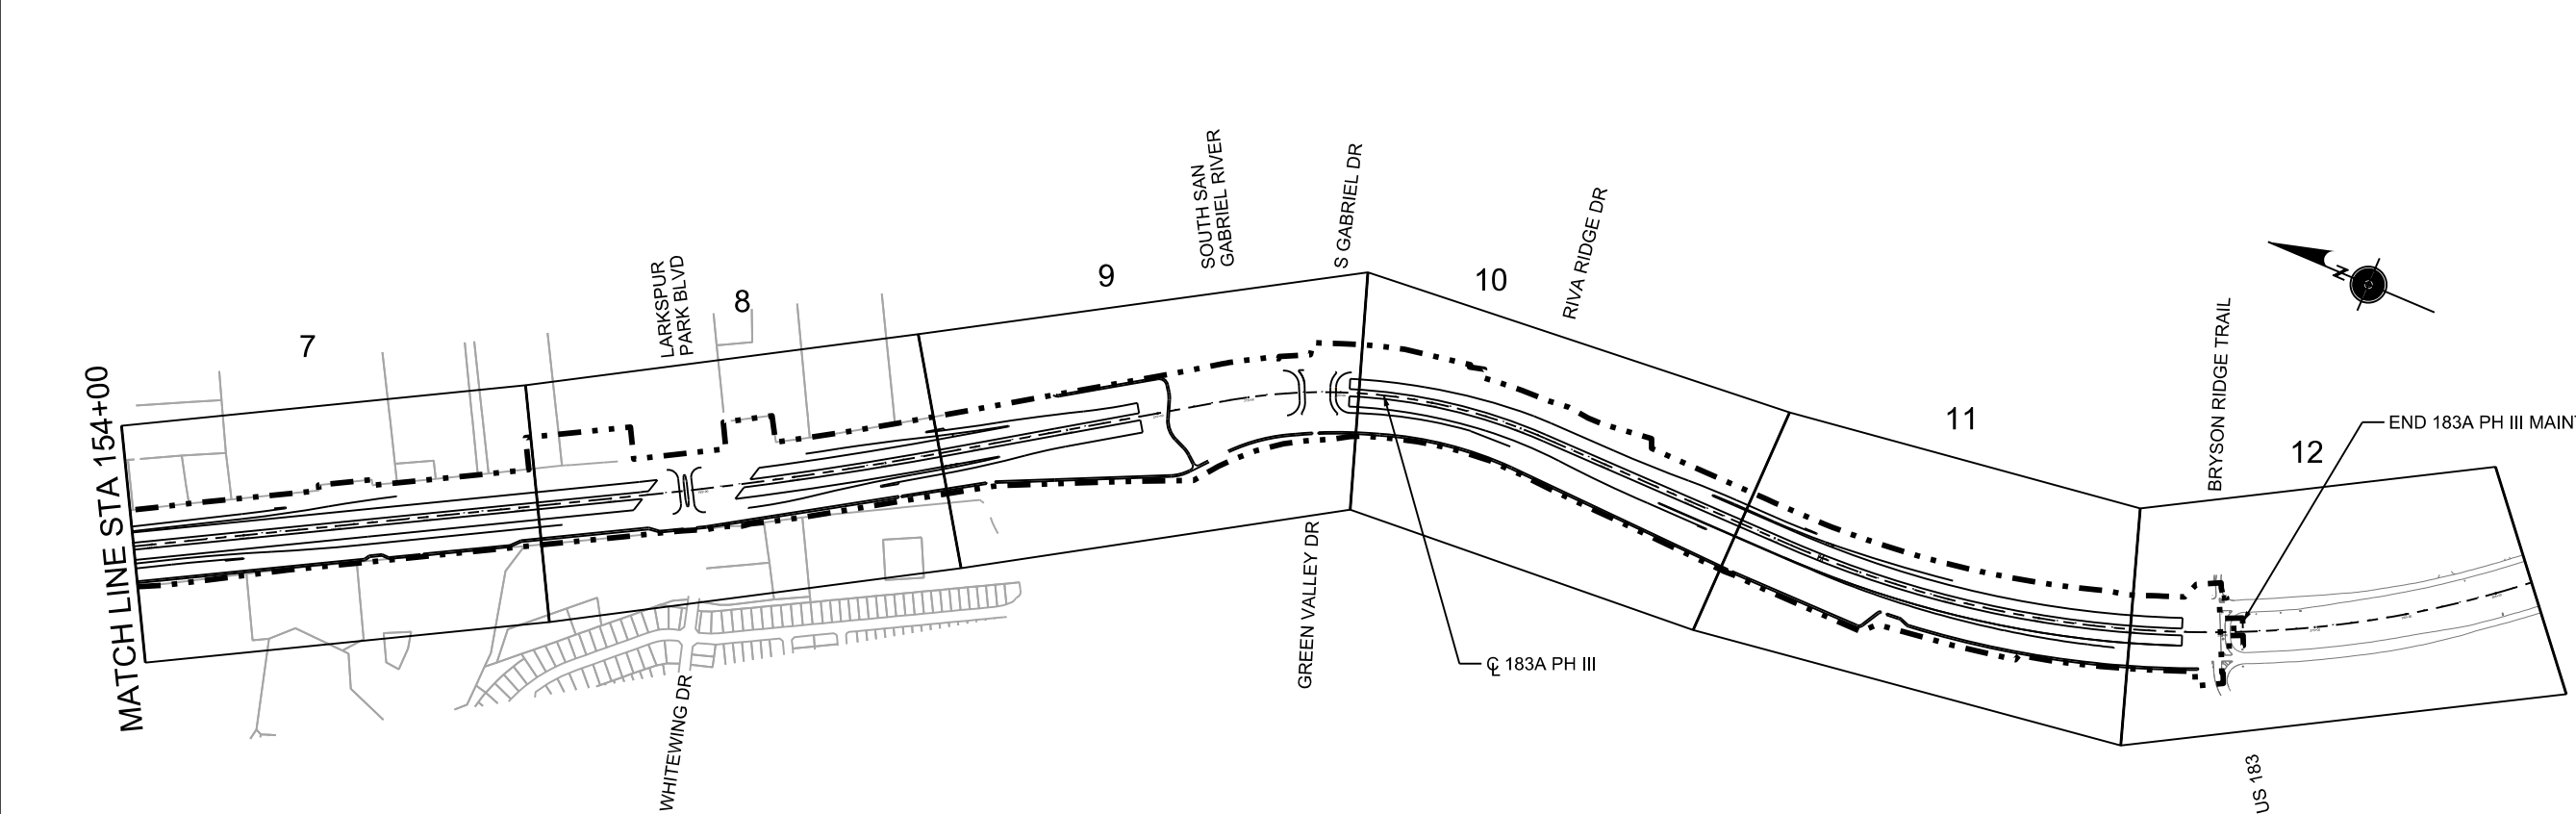 MATCH LINE STA 154+00
7
LARKSPUR
PARK BLVD
8
WHITEWING DR
9
SOUTH SAN
GABRIEL RIVER
GREEN VALLEY DR
S GABRIEL DR
10
RIVA RIDGE DR
℄ 183A PH III
11
BRYSON RIDGE TRAIL
12
END 183A PH III MAIN
US 183
N